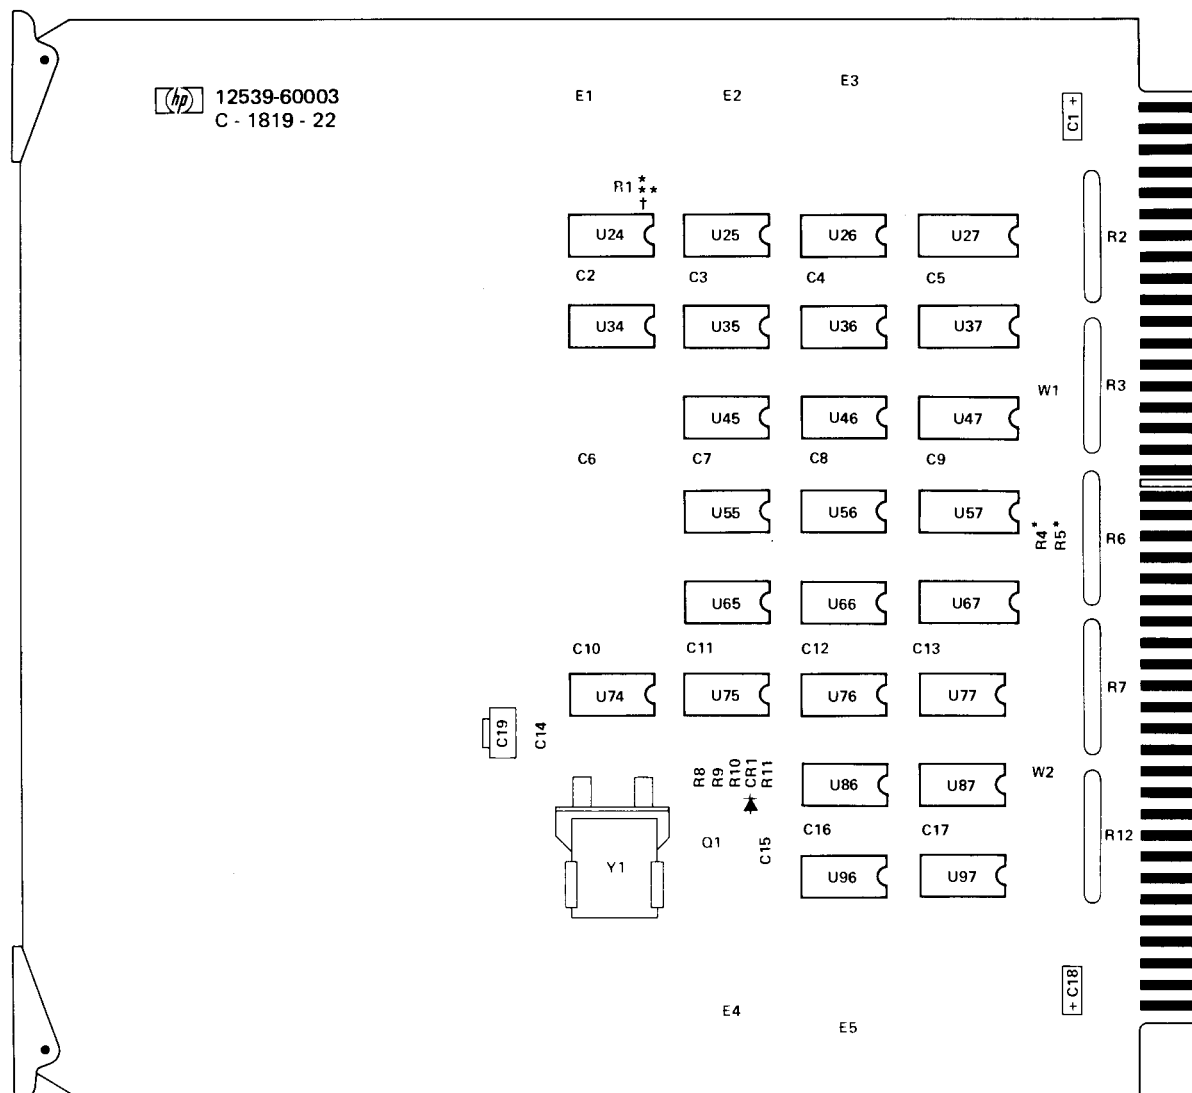 E3
hp 12539-60003
E1 E2
C1 +
C - 1819 - 22
R1 *
* *
†
U24 U25 U26 U27 R2
C2 C3 C4 C5
U34 U35 U36 U37
W1 R3
U45 U46 U47
C6 C7 C8 C9
U55 U56 U57
R4* R5* R6
U65 U66 U67
C10 C11 C12 C13
U74 U75 U76 U77 R7
C19 C14
R8 R9 R10 CR1 R11
W2
U86 U87
C16 C17 R12
Q1 C15
Y1 U96 U97
+ C18
E4
E5